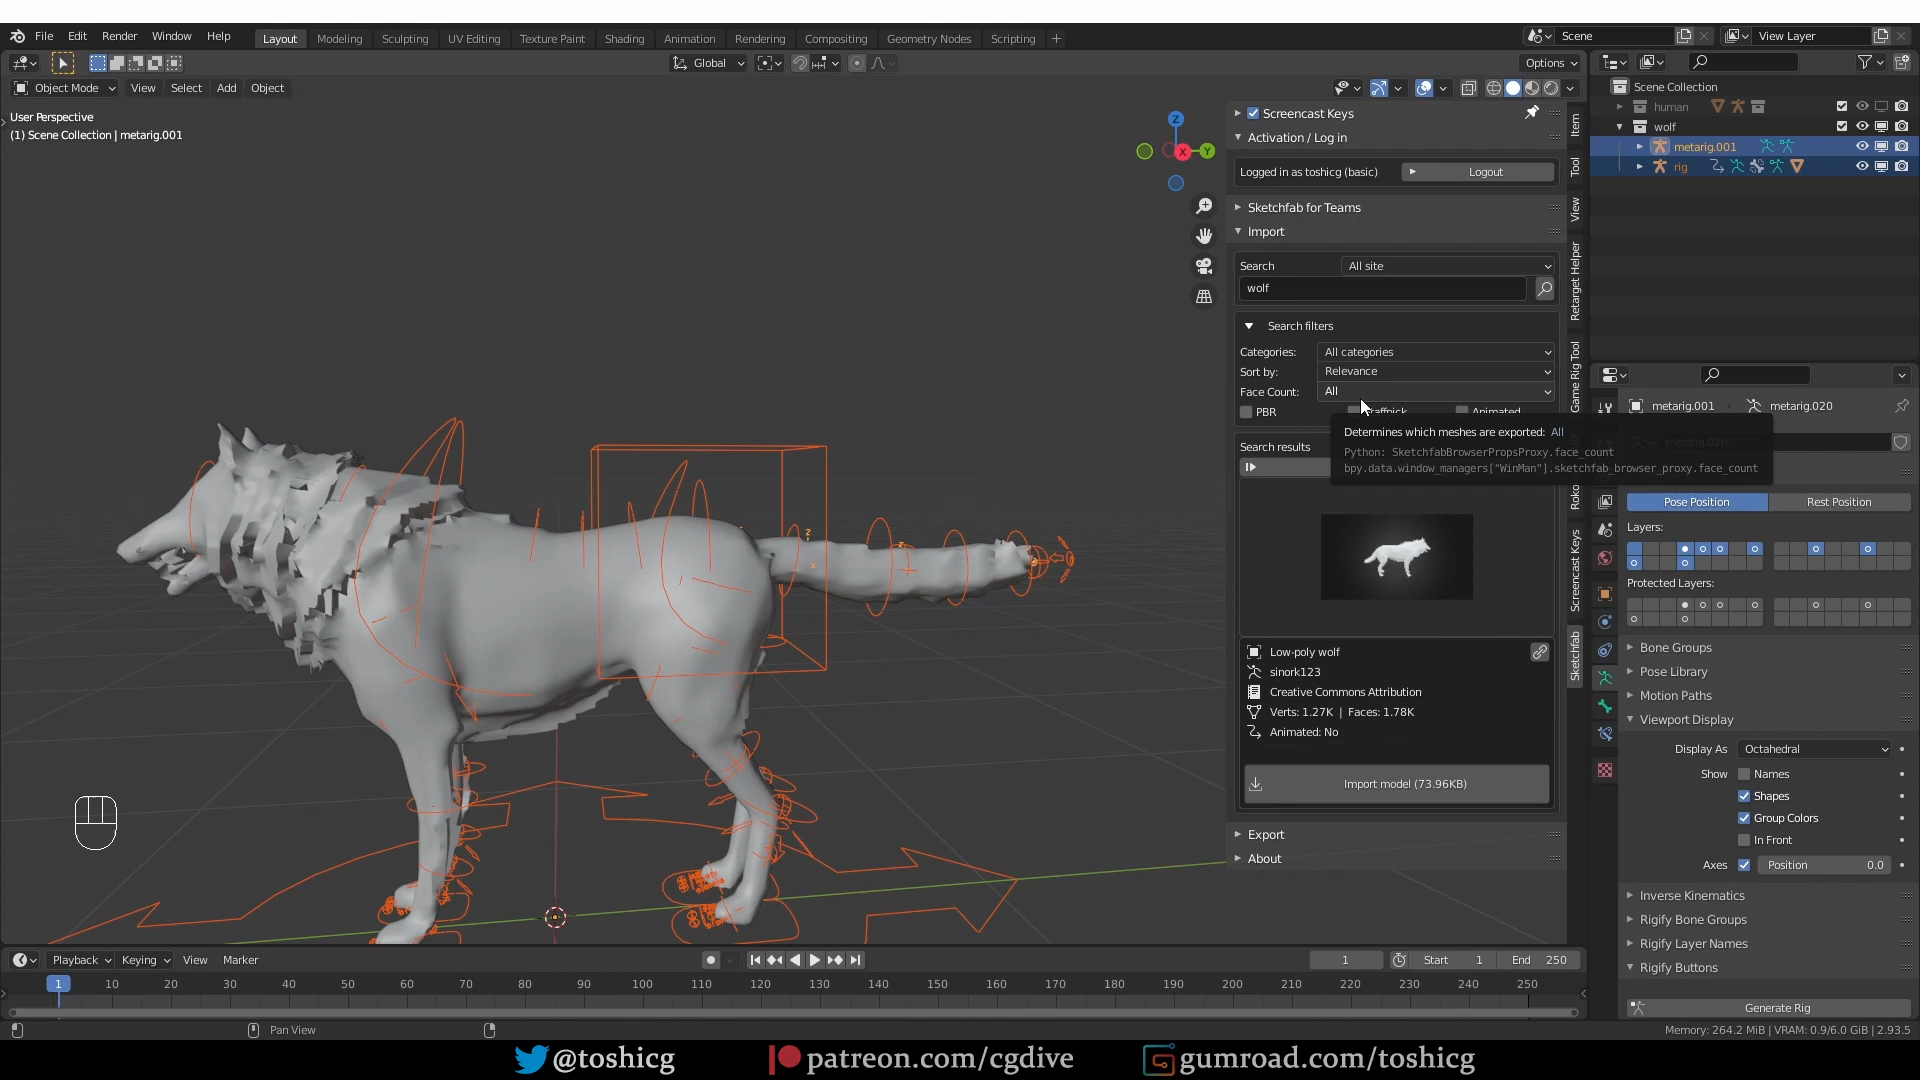 File Edit Render Window Help Layout Modeling Sculpting UV Editing Texture Paint Shading Animation Rendering Compositing Geometry Nodes Scripting + Scene View Layer
Global Options
Object Mode View Select Add Object
User Perspective
(1) Scene Collection | metarig.001
Z
X
Y
Screencast Keys
Activation / Log in
Logged in as toshicg (basic) Logout
Sketchfab for Teams
Import
Search All site
wolf
Search filters
Categories: All categories
Sort by: Relevance
Face Count: All
PBR
Animated
Determines which meshes are exported: All
Python: SketchfabBrowserPropsProxy.face_count
bpy.data.window_managers["WinMan"].sketchfab_browser_proxy.face_count
Search results
Low-poly wolf
sinork123
Creative Commons Attribution
Verts: 1.27K | Faces: 1.78K
Animated: No
Import model (73.96KB)
Export
About
Item
Tool
View
Retarget Helper
Game Rig Tool
Roko
Screencast Keys
Sketchfab
Scene Collection
human
wolf
metarig.001
rig
metarig.001 metarig.020
Pose Position Rest Position
Layers:
Protected Layers:
Bone Groups
Pose Library
Motion Paths
Viewport Display
Display As Octahedral
Show Names
Shapes
Group Colors
In Front
Axes Position 0.0
Inverse Kinematics
Rigify Bone Groups
Rigify Layer Names
Rigify Buttons
Generate Rig
Playback Keying View Marker 1 Start 1 End 250
1 10 20 30 40 50 60 70 80 90 100 110 120 130 140 150 160 170 180 190 200 210 220 230 240 250
Pan View
Memory: 264.2 MiB | VRAM: 0.9/6.0 GiB | 2.93.5
@toshicg patreon.com/cgdive gumroad.com/toshicg